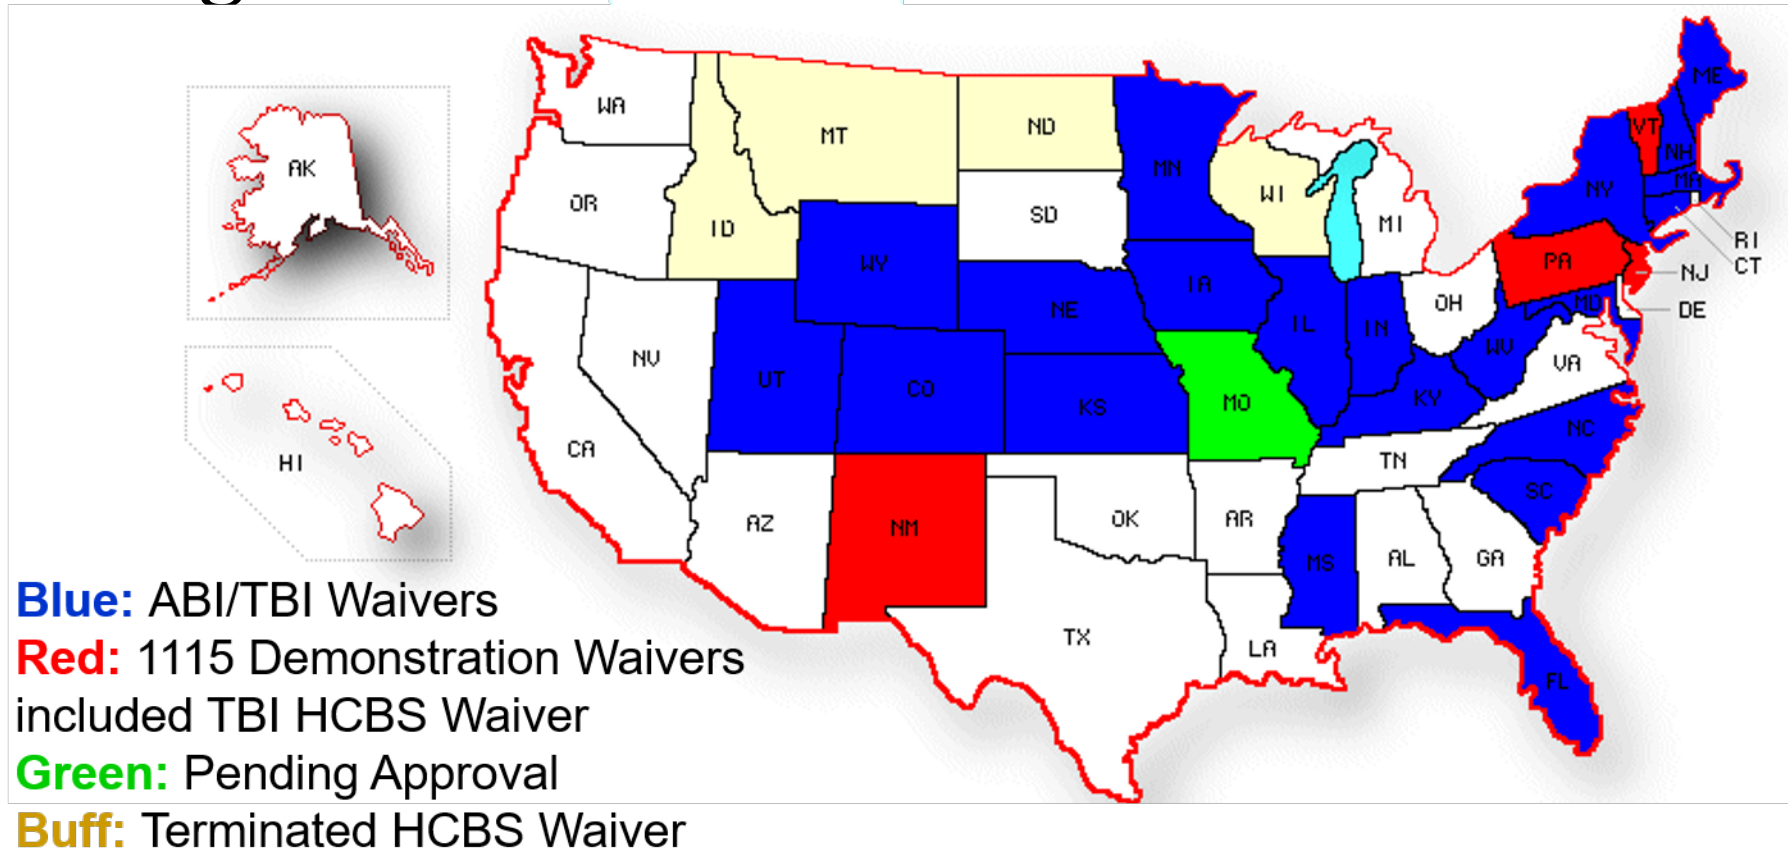 WA
MT
ND
MN
ME
VT
NH
MA
NY
AK
OR
ID
SD
WI
MI
RI
CT
WY
PA
NJ
IA
NE
OH
MD
DE
IL
IN
NV
UT
CO
KS
MO
KY
WV
VA
CA
NC
TN
HI
SC
AZ
NM
OK
AR
MS
AL
GA
TX
LA
FL
Blue: ABI/TBI Waivers
Red: 1115 Demonstration Waivers
included TBI HCBS Waiver
Green: Pending Approval
Buff: Terminated HCBS Waiver